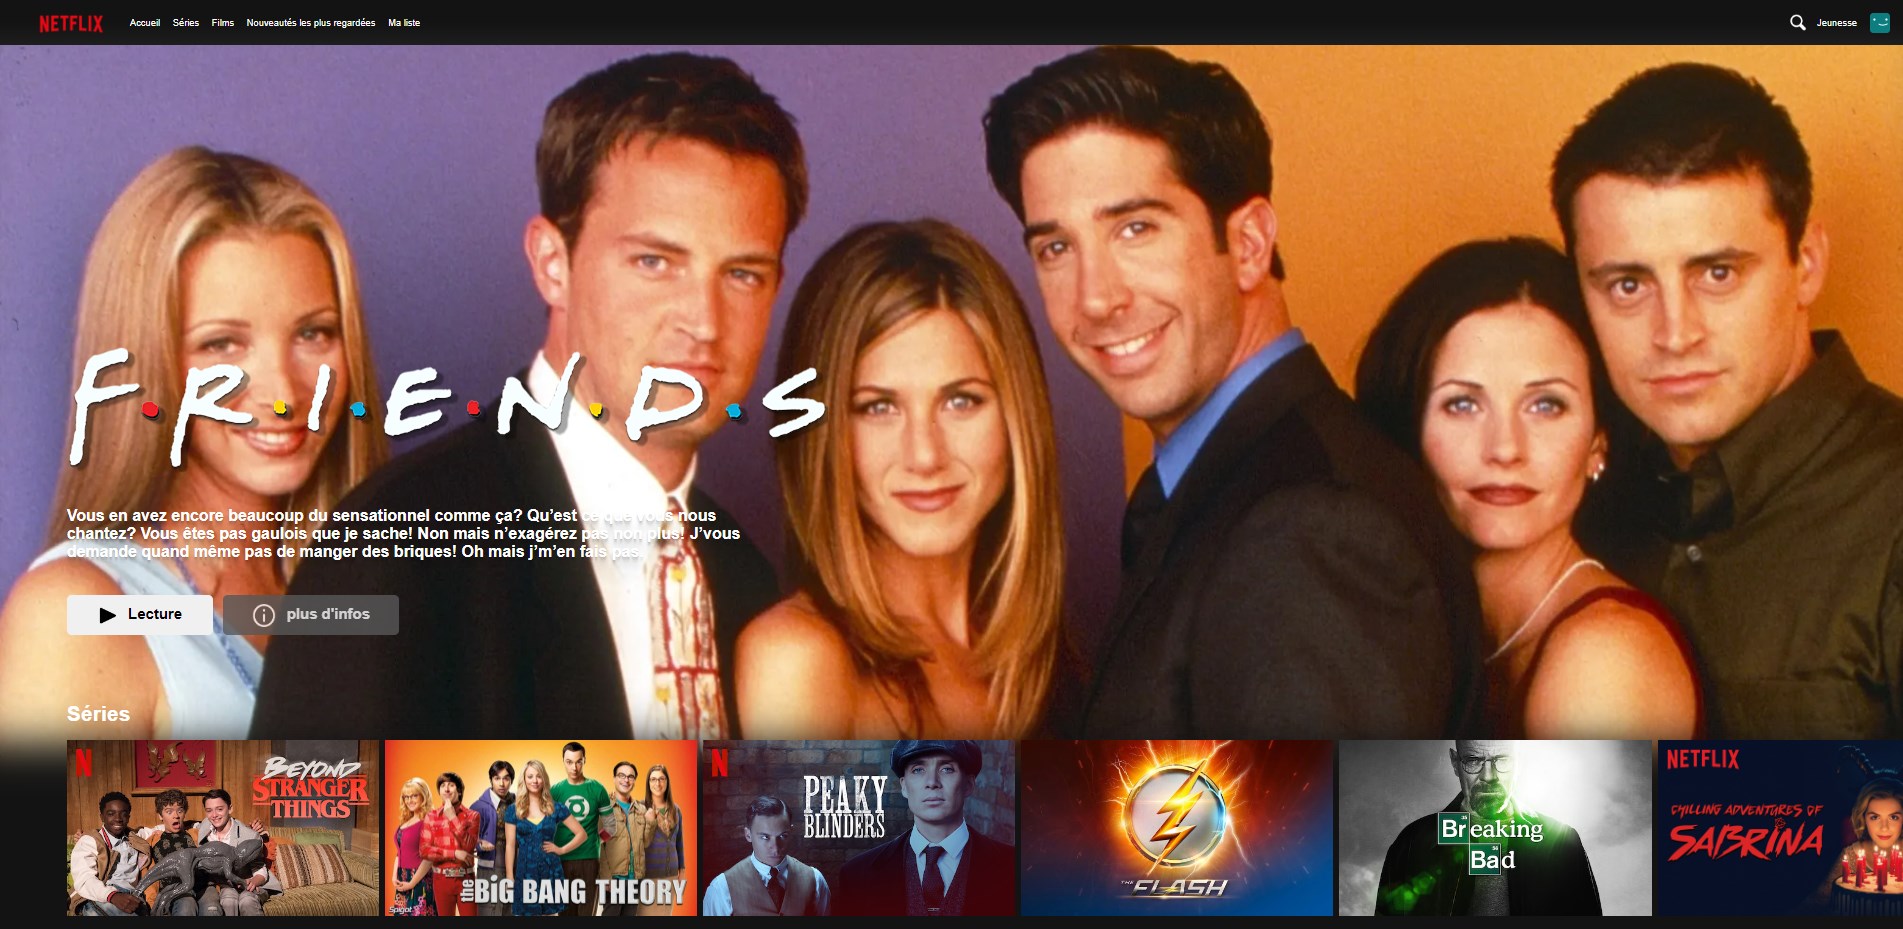 NETFLIX Accueil Séries Films Nouveautés les plus regardées Ma liste Jeunesse
F·R·I·E·N·D·S
Vous en avez encore beaucoup du sensationnel comme ça? Qu'est ce que vous nous
chantez? Vous êtes pas gaulois que je sache! Non mais n'exagérez pas non plus! J'vous
demande quand même pas de manger des briques! Oh mais j'm'en fais pas.
Lecture
plus d'infos
Séries
N
BEYOND
STRANGER
THINGS
the BiG BANG THEORY
Spigot
N
PEAKY
BLINDERS
THE FLASH
35
Breaking
56
Bad
NETFLIX
CHILLING ADVENTURES OF
SABRINA